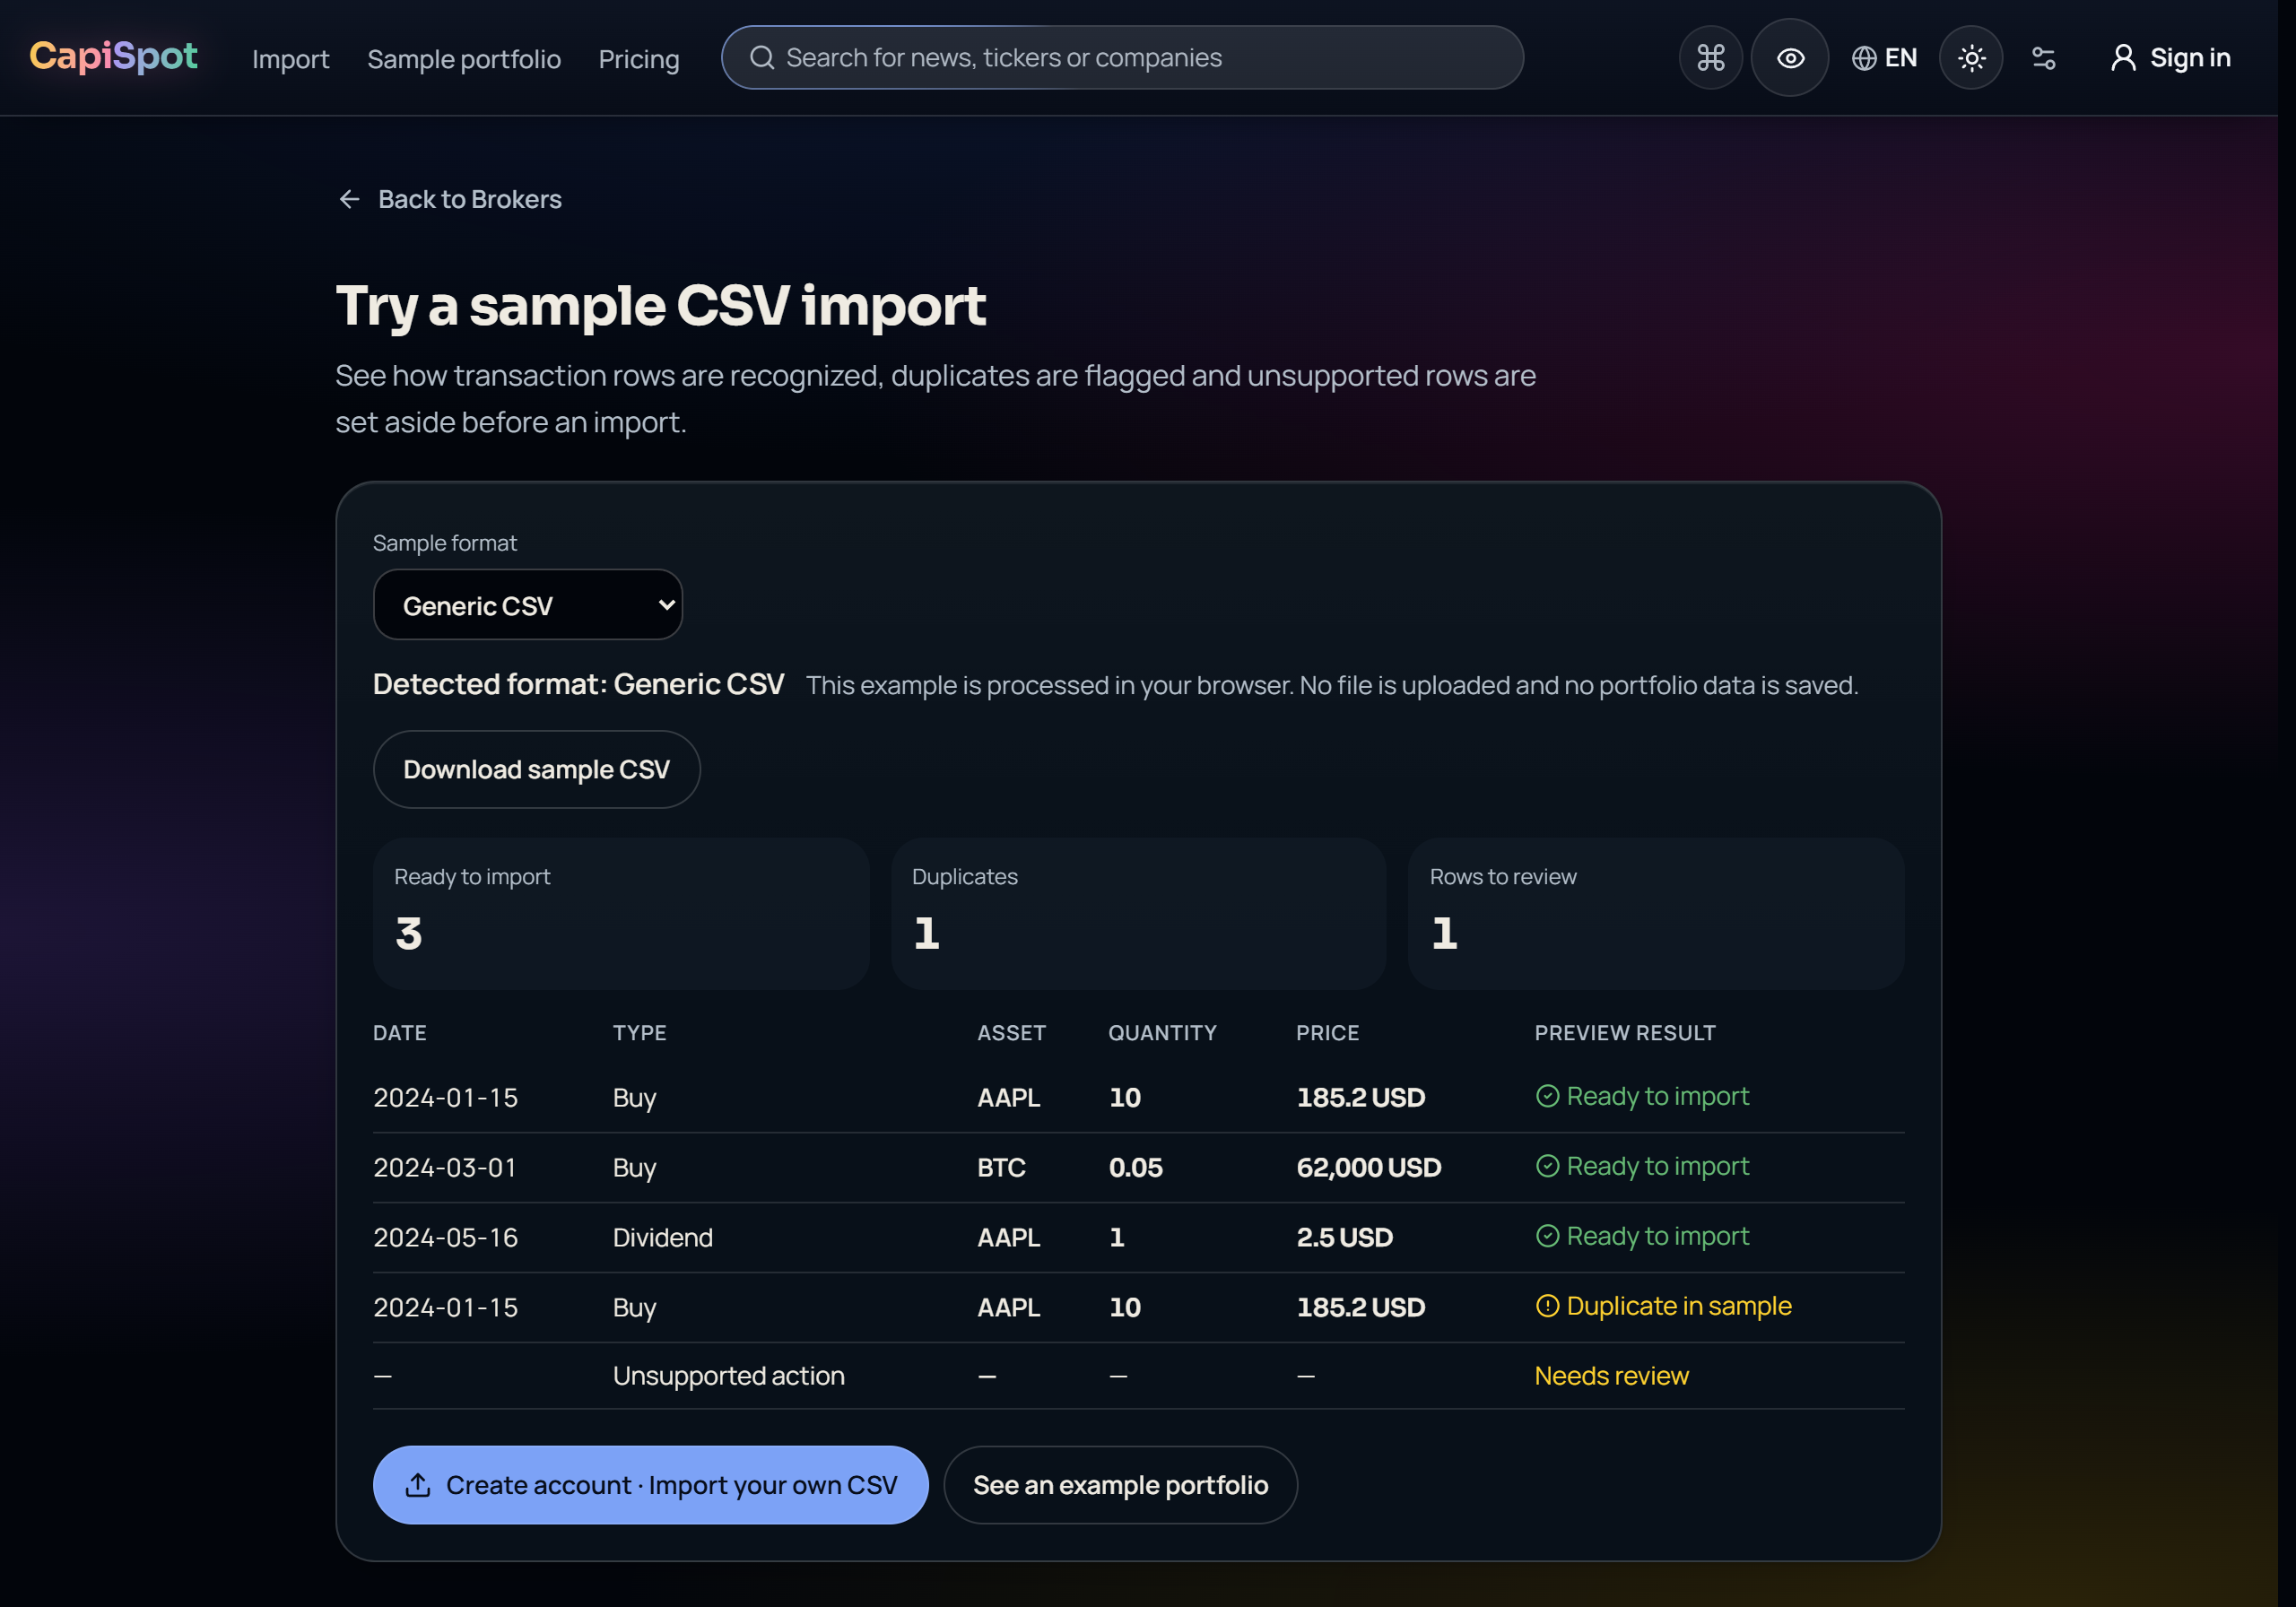 CapiSpot
Import
Sample portfolio
Pricing
Search for news, tickers or companies
EN
Sign in
Back to Brokers
Try a sample CSV import
See how transaction rows are recognized, duplicates are flagged and unsupported rows are
set aside before an import.
Sample format
Generic CSV
Detected format: Generic CSV This example is processed in your browser. No file is uploaded and no portfolio data is saved.
Download sample CSV
Ready to import
3
Duplicates
1
Rows to review
1
DATE TYPE ASSET QUANTITY PRICE PREVIEW RESULT
2024-01-15 Buy AAPL 10 185.2 USD Ready to import
2024-03-01 Buy BTC 0.05 62,000 USD Ready to import
2024-05-16 Dividend AAPL 1 2.5 USD Ready to import
2024-01-15 Buy AAPL 10 185.2 USD Duplicate in sample
— Unsupported action — — — Needs review
Create account · Import your own CSV
See an example portfolio